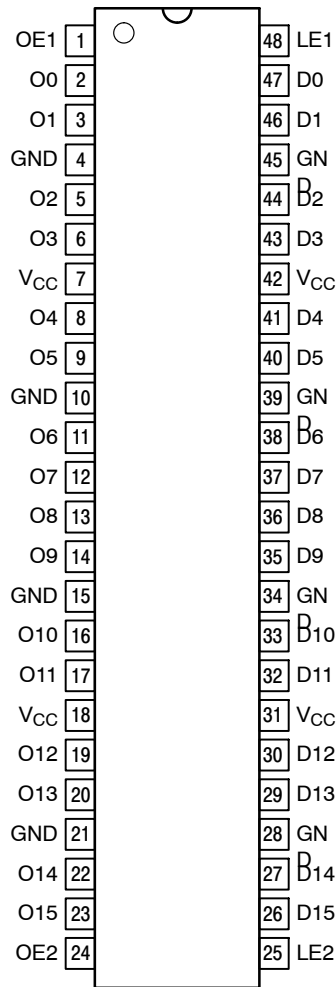 OE1 1 48 LE1
O0 2 47 D0
O1 3 46 D1
GND 4 45 GN
D
O2 5 44 D2
O3 6 43 D3
VCC 7 42 VCC
O4 8 41 D4
O5 9 40 D5
GND 10 39 GN
D
O6 11 38 D6
O7 12 37 D7
O8 13 36 D8
O9 14 35 D9
GND 15 34 GN
D
O10 16 33 D10
O11 17 32 D11
VCC 18 31 VCC
O12 19 30 D12
O13 20 29 D13
GND 21 28 GN
D
O14 22 27 D14
O15 23 26 D15
OE2 24 25 LE2